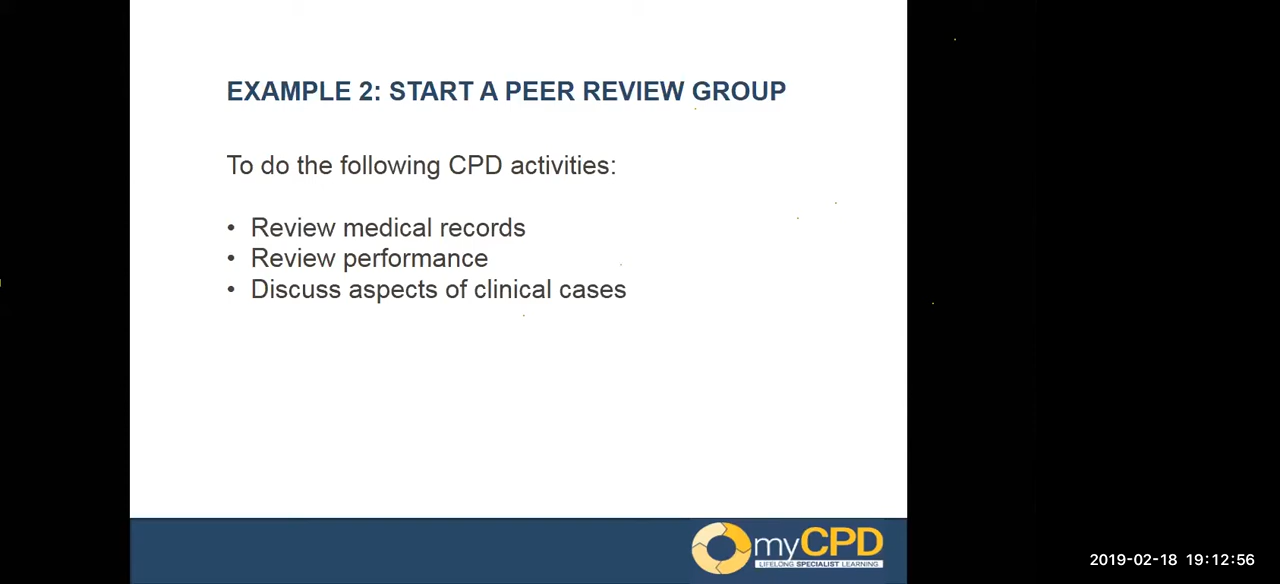 EXAMPLE 2: START A PEER REVIEW GROUP
To do the following CPD activities:
• Review medical records
• Review performance
• Discuss aspects of clinical cases
myCPD
LIFELONG SPECIALIST LEARNING
2019-02-18 19:12:56